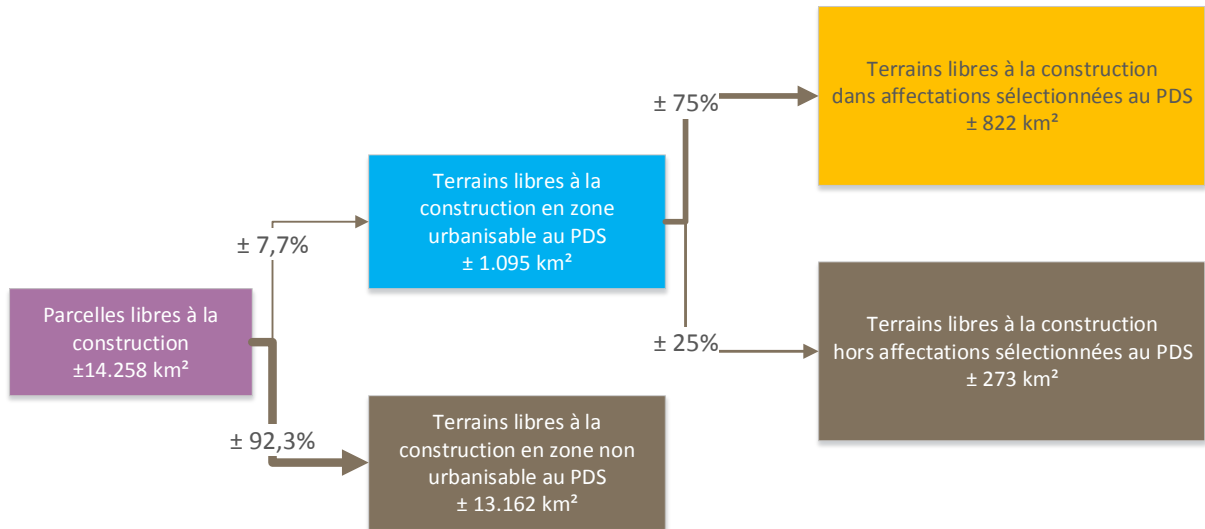 Parcelles libres à la
construction
±14.258 km²
± 7,7%
± 92,3%
Terrains libres à la
construction en zone
urbanisable au PDS
± 1.095 km²
Terrains libres à la
construction en zone non
urbanisable au PDS
± 13.162 km²
± 75%
± 25%
Terrains libres à la construction
dans affectations sélectionnées au PDS
± 822 km²
Terrains libres à la construction
hors affectations sélectionnées au PDS
± 273 km²